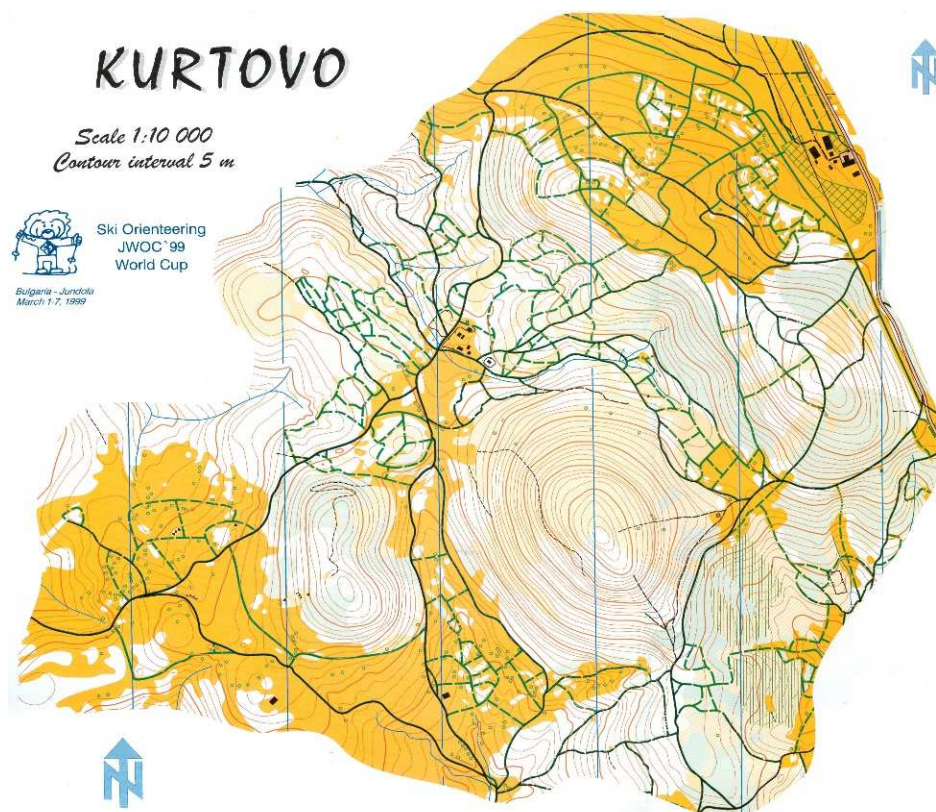 KURTOVO
Scale 1:10 000
Contour interval 5 m
Ski Orienteering
JWOC`99
World Cup
Bulgaria - Jundola
March 1-7, 1999
N
N